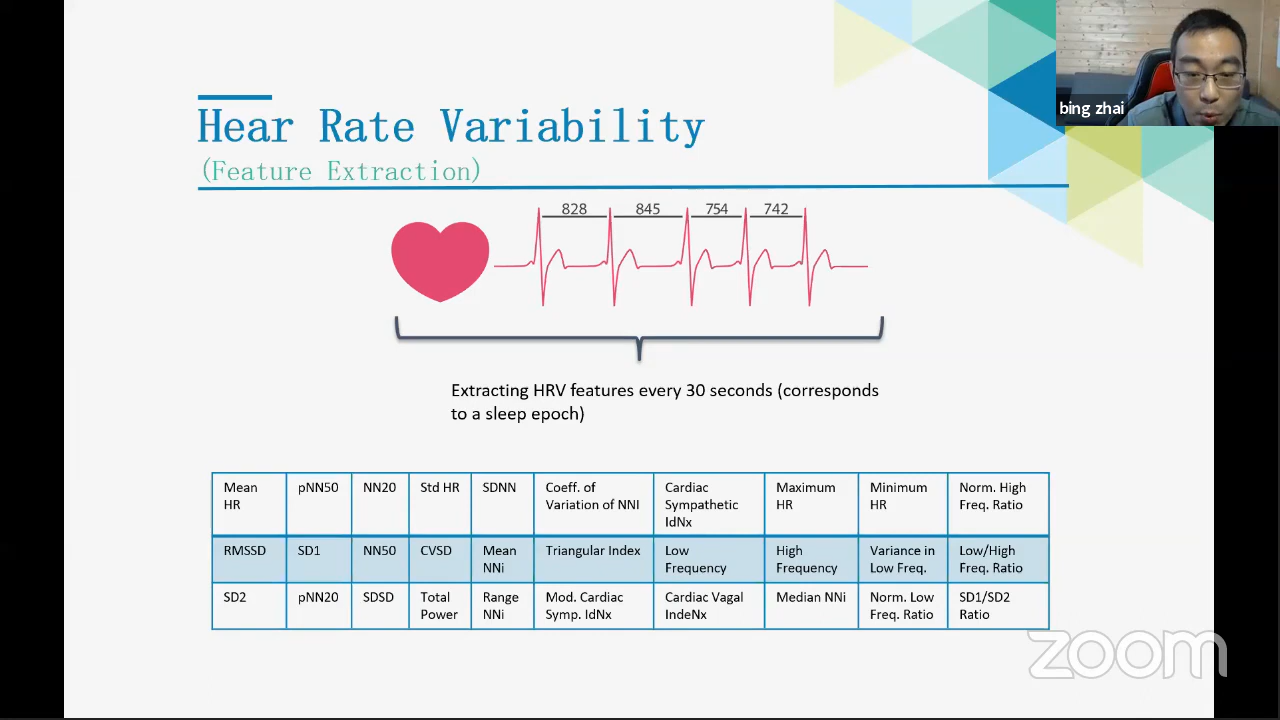 bing zhai
Hear Rate Variability
(Feature Extraction)
828 845 754 742
Extracting HRV features every 30 seconds (corresponds
to a sleep epoch)
Mean pNN50 NN20 Std HR SDNN Coeff. of Cardiac Maximum Minimum Norm. High
HR Variation of NNI Sympathetic HR HR Freq. Ratio
IdNx
RMSSD SD1 NN50 CVSD Mean Triangular Index Low High Variance in Low/High
NNi Frequency Frequency Low Freq. Freq. Ratio
SD2 pNN20 SDSD Total Range Mod. Cardiac Cardiac Vagal Median NNi Norm. Low SD1/SD2
Power NNi Symp. IdNx IndeNx Freq. Ratio Ratio
zoom